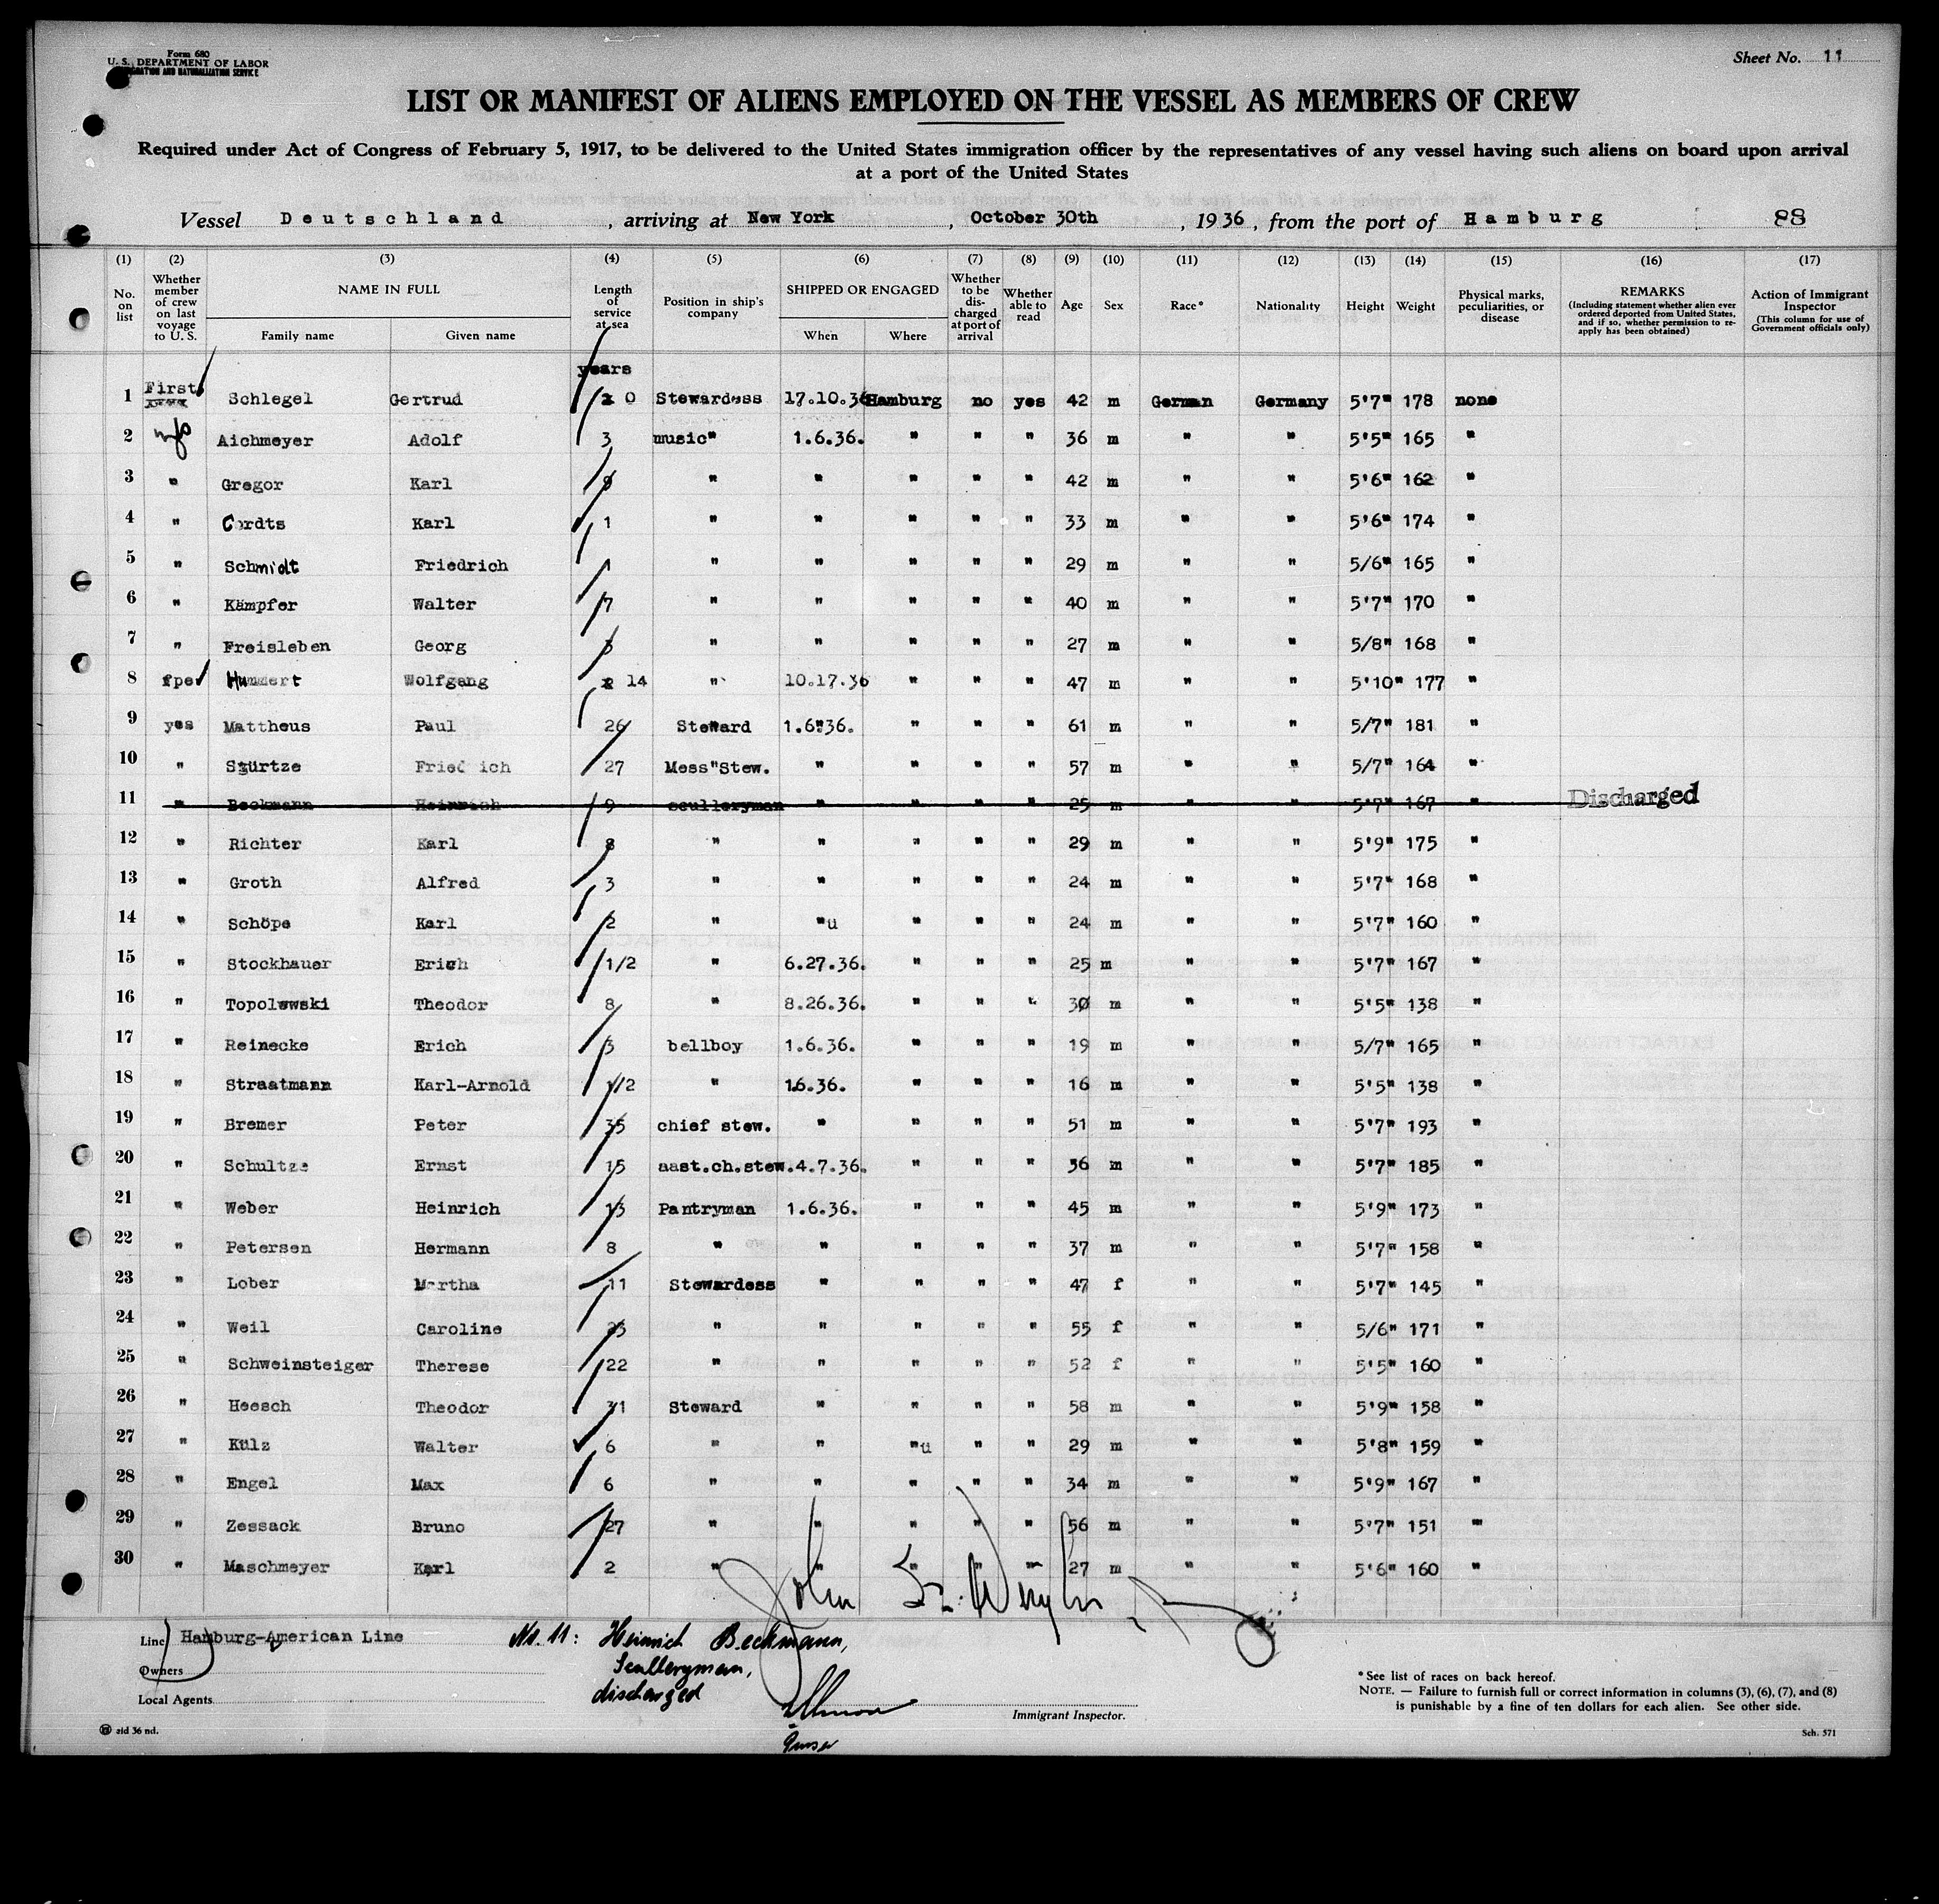 Form 680
U. S. DEPARTMENT OF LABOR
IMMIGRATION AND NATURALIZATION SERVICE
Sheet No. 11
LIST OR MANIFEST OF ALIENS EMPLOYED ON THE VESSEL AS MEMBERS OF CREW
Required under Act of Congress of February 5, 1917, to be delivered to the United States immigration officer by the representatives of any vessel having such aliens on board upon arrival
at a port of the United States
Vessel Deutschland, arriving at New York, October 30th, 1936, from the port of Hamburg 88
(1) (2) (3) (4) (5) (6) (7) (8) (9) (10) (11) (12) (13) (14) (15) (16) (17)
No. on list
Whether member of crew on last voyage to U. S.
NAME IN FULL
Family name Given name
Length of service at sea
Position in ship's company
SHIPPED OR ENGAGED
When Where
Whether to be discharged at port of arrival
Whether able to read
Age
Sex
Race*
Nationality
Height
Weight
Physical marks, peculiarities, or disease
REMARKS
(Including statement whether alien ever ordered deported from United States, and if so, whether permission to reapply has been obtained)
Action of Immigrant Inspector
(This column for use of Government officials only)
years
1 First Schlegel Gertrud 0 Stewardess 17.10.36 Hamburg no yes 42 m German Germany 5'7" 178 none
2 Aichmeyer Adolf 3 music" 1.6.36. " " " 36 m " " 5'5" 165 "
3 " Gregor Karl 9 " " " " " 42 m " " 5'6" 162 "
4 " Cordts Karl 1 " " " " " 33 m " " 5'6" 174 "
5 " Schmidt Friedrich 1 " " " " " 29 m " " 5/6" 165 "
6 " Kämpfer Walter 7 " " " " " 40 m " " 5'7" 170 "
7 " Freisleben Georg 3 " " " " " 27 m " " 5/8" 168 "
8 Wolfgang 14 " 10.17.36 " " " 47 m " " 5'10" 177 "
9 yes Mattheus Paul 26 Steward 1.6"36. " " " 61 m " " 5/7" 181 "
10 " Friedrich 27 Mess"Stew. " " " " 57 m " " 5/7" 164 "
11 " Beckmann Heinrich 9 sculleryman " " " " 25 m " " 5'7" 167 " Discharged
12 " Richter Karl 8 " " " " " 29 m " " 5'9" 175 "
13 " Groth Alfred 3 " " " " " 24 m " " 5'7" 168 "
14 " Schöpe Karl 2 " "u " " " 24 m " " 5'7" 160 "
15 " Stockhauer Erich 1/2 " 6.27.36. " " " 25 m " " 5'7" 167 "
16 " Topolewski Theodor 8 " 8.26.36. " " " 30 m " " 5'5" 138 "
17 " Reinecke Erich 3 bellboy 1.6.36. " " " 19 m " " 5/7" 165 "
18 " Straatmann Karl-Arnold 1/2 " 16.36. " " " 16 m " " 5'5" 138 "
19 " Bremer Peter 35 chief stew. " " " " 51 m " " 5'7" 193 "
20 " Schultze Ernst 15 aast.ch.stew. 4.7.36. " " " 36 m " " 5'7" 185 "
21 " Weber Heinrich 13 Pantryman 1.6.36. " " " 45 m " " 5'9" 173 "
22 " Petersen Hermann 8 " " " " " 37 m " " 5'7" 158 "
23 " Lober Martha 11 Stewardess " " " " 47 f " " 5'7" 145 "
24 " Weil Caroline 23 " " " " " 55 f " " 5/6" 171 "
25 " Schweinsteiger Therese 22 " " " " " 52 f " " 5'5" 160 "
26 " Heesch Theodor 31 Steward " " " " 58 m " " 5'9" 158 "
27 " Külz Walter 6 " " "u " " 29 m " " 5'8" 159 "
28 " Engel Max 6 " " " " " 34 m " " 5'9" 167 "
29 " Zessack Bruno 27 " " " " " 56 m " " 5'7" 151 "
30 " Maschmeyer Karl 2 " " " " " 27 m " " 5'6" 160 "
John
Line Hamburg-American Line
Owners
Local Agents
Nr. 11: Heinrich Beckmann,
Sculleryman,
discharged
Purser
Immigrant Inspector.
*See list of races on back hereof.
NOTE. — Failure to furnish full or correct information in columns (3), (6), (7), and (8)
is punishable by a fine of ten dollars for each alien. See other side.
aid 36 nd.
Sch. 571